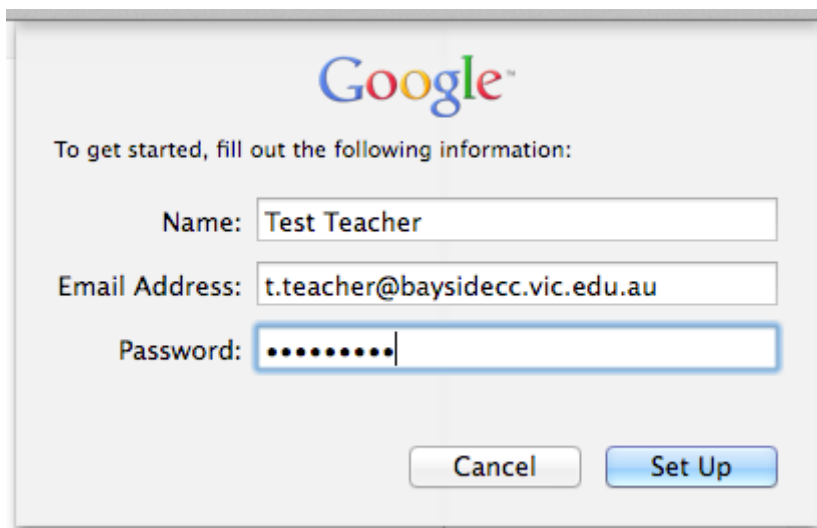 Google™
To get started, fill out the following information:
Name: Test Teacher
Email Address: t.teacher@baysidecc.vic.edu.au
Password: •••••••••
Cancel Set Up